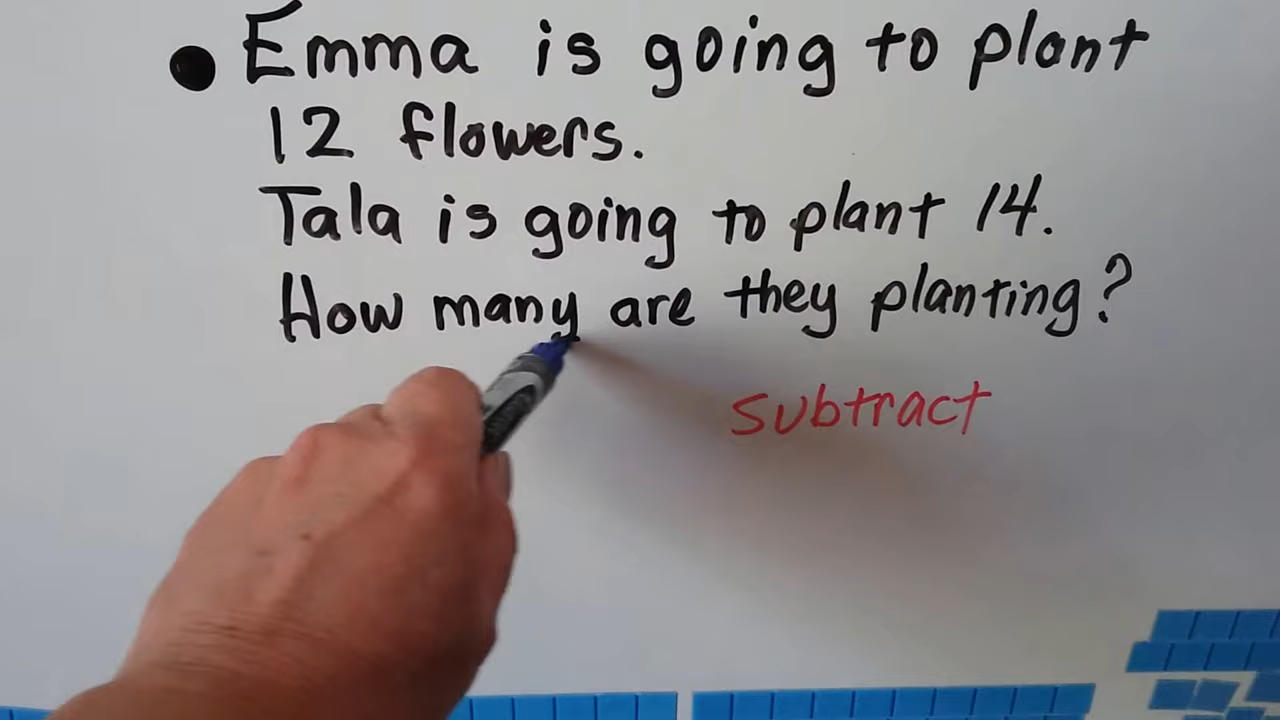 • Emma is going to plant
12 flowers.
Tala is going to plant 14.
How many are they planting?
subtract